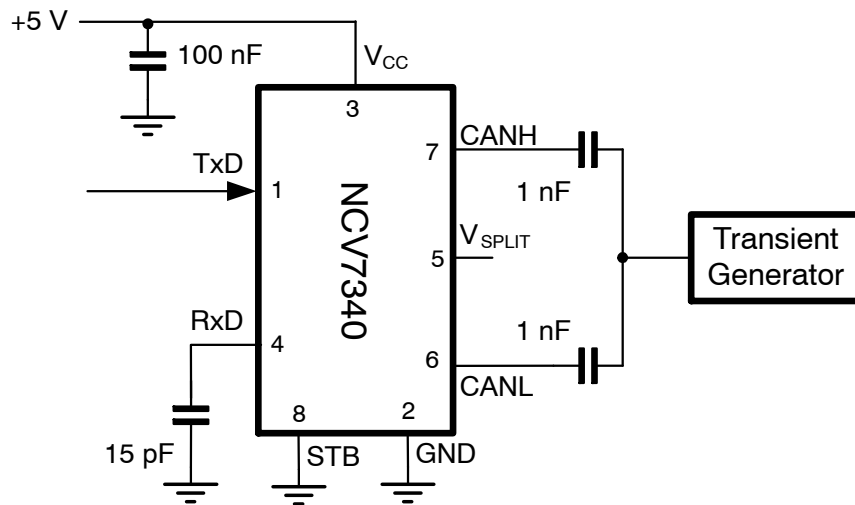 +5 V
100 nF
VCC
3
CANH
7
TxD
1
1 nF
NCV7340
VSPLIT
5
Transient
Generator
RxD
4
1 nF
6
CANL
8
2
15 pF
STB
GND